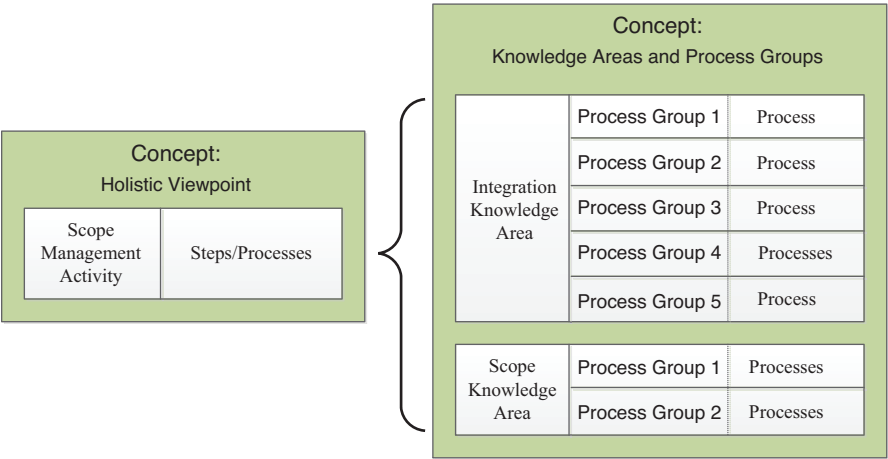 Concept:
Holistic Viewpoint
Scope
Management
Activity
Steps/Processes
Concept:
Knowledge Areas and Process Groups
Integration
Knowledge
Area
Process Group 1 Process
Process Group 2 Process
Process Group 3 Process
Process Group 4 Processes
Process Group 5 Process
Scope
Knowledge
Area
Process Group 1 Processes
Process Group 2 Processes